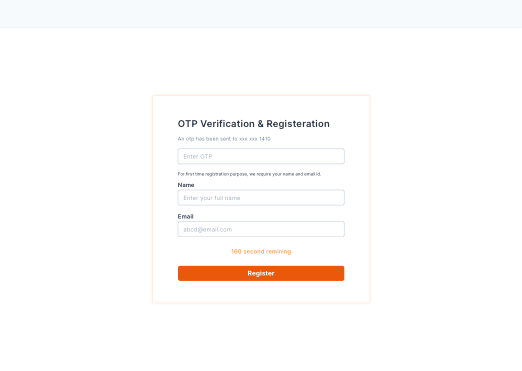 OTP Verification & Registeration
An otp has been sent to xxx xxx 1410
Enter OTP
For first time registration purpose, we require your name and email id.
Name
Enter your full name
Email
abcd@email.com
160 second remining
Register